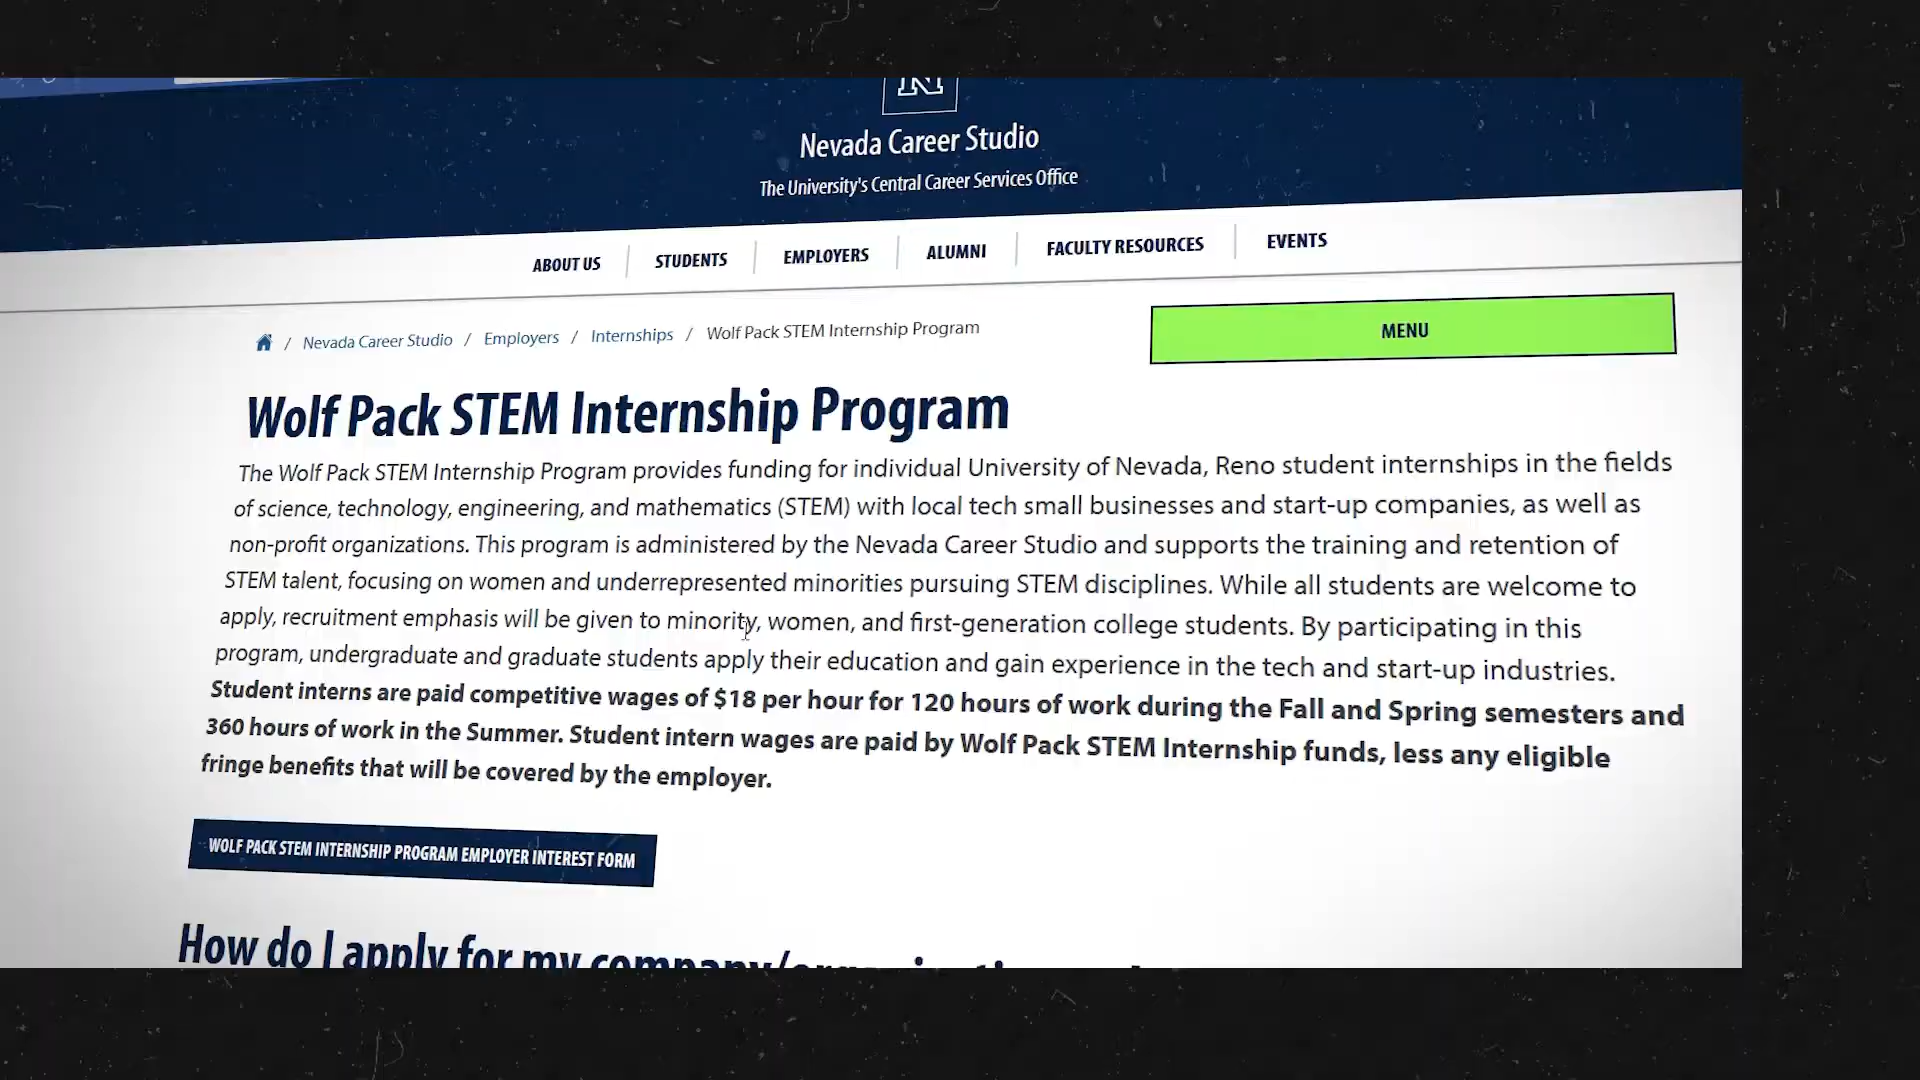 N
Nevada Career Studio
The University's Central Career Services Office
ABOUT US STUDENTS EMPLOYERS ALUMNI FACULTY RESOURCES EVENTS
/ Nevada Career Studio / Employers / Internships / Wolf Pack STEM Internship Program
MENU
Wolf Pack STEM Internship Program
The Wolf Pack STEM Internship Program provides funding for individual University of Nevada, Reno student internships in the fields
of science, technology, engineering, and mathematics (STEM) with local tech small businesses and start-up companies, as well as
non-profit organizations. This program is administered by the Nevada Career Studio and supports the training and retention of
STEM talent, focusing on women and underrepresented minorities pursuing STEM disciplines. While all students are welcome to
apply, recruitment emphasis will be given to minority, women, and first-generation college students. By participating in this
program, undergraduate and graduate students apply their education and gain experience in the tech and start-up industries.
Student interns are paid competitive wages of $18 per hour for 120 hours of work during the Fall and Spring semesters and
360 hours of work in the Summer. Student intern wages are paid by Wolf Pack STEM Internship funds, less any eligible
fringe benefits that will be covered by the employer.
WOLF PACK STEM INTERNSHIP PROGRAM EMPLOYER INTEREST FORM
How do I apply for my company/